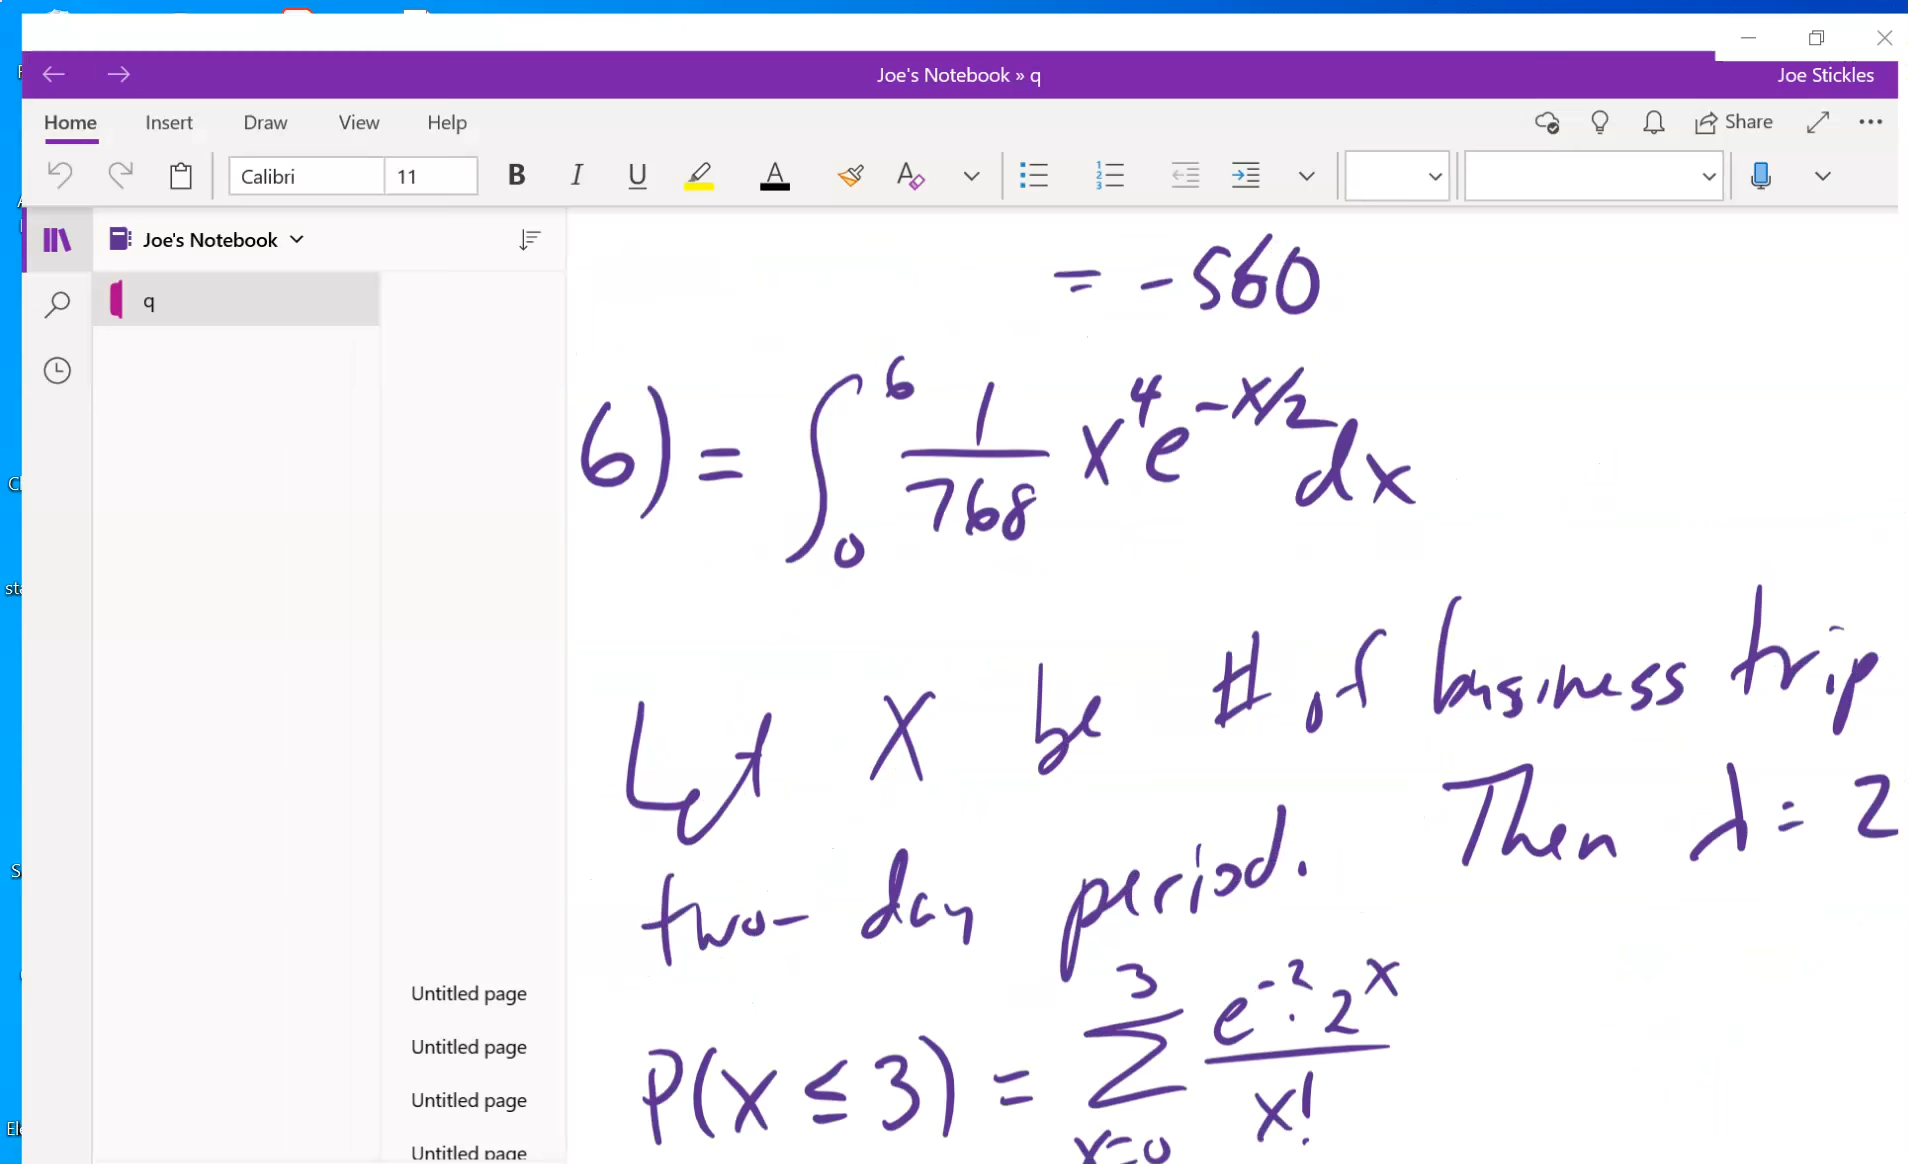 Joe's Notebook » q
Joe Stickles
Home Insert Draw View Help
Share
Calibri 11 B I U A A
Joe's Notebook
q
Untitled page
Untitled page
Untitled page
Untitled page
= -560
6) = ∫₀⁶ 1/768 x⁴e^(-x/2) dx
Let X be # of business trip
two-day period. Then λ = 2
P(X ≤ 3) = Σ_(x=0)^3 (e^(-2) · 2^x)/x!